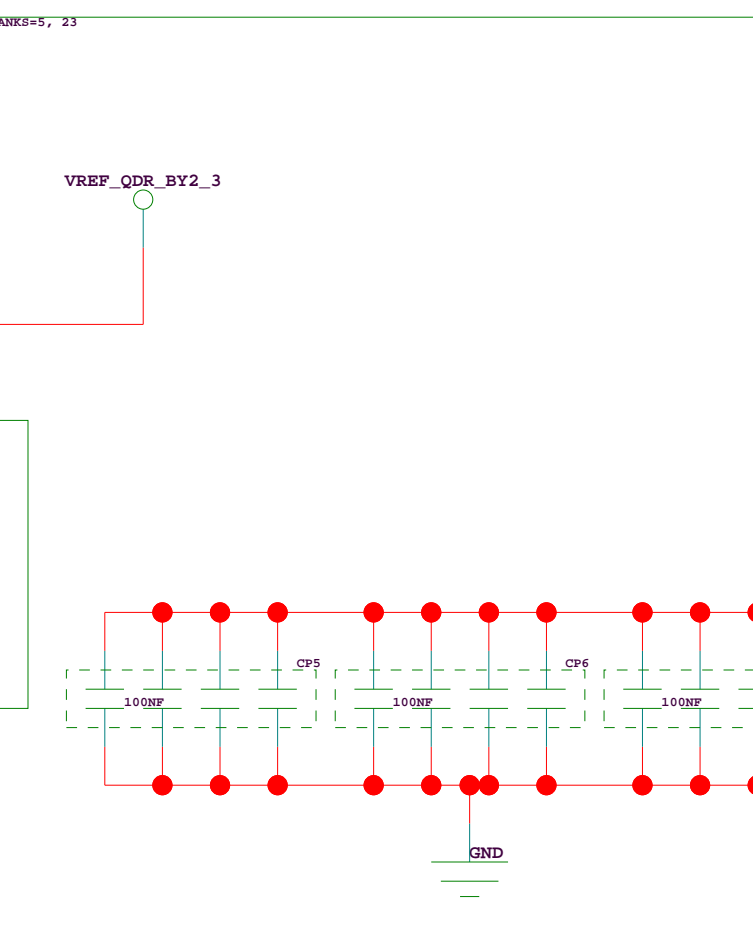 ANKS=5, 23
VREF_QDR_BY2_3
CP5
CP6
100NF
100NF
100NF
GND